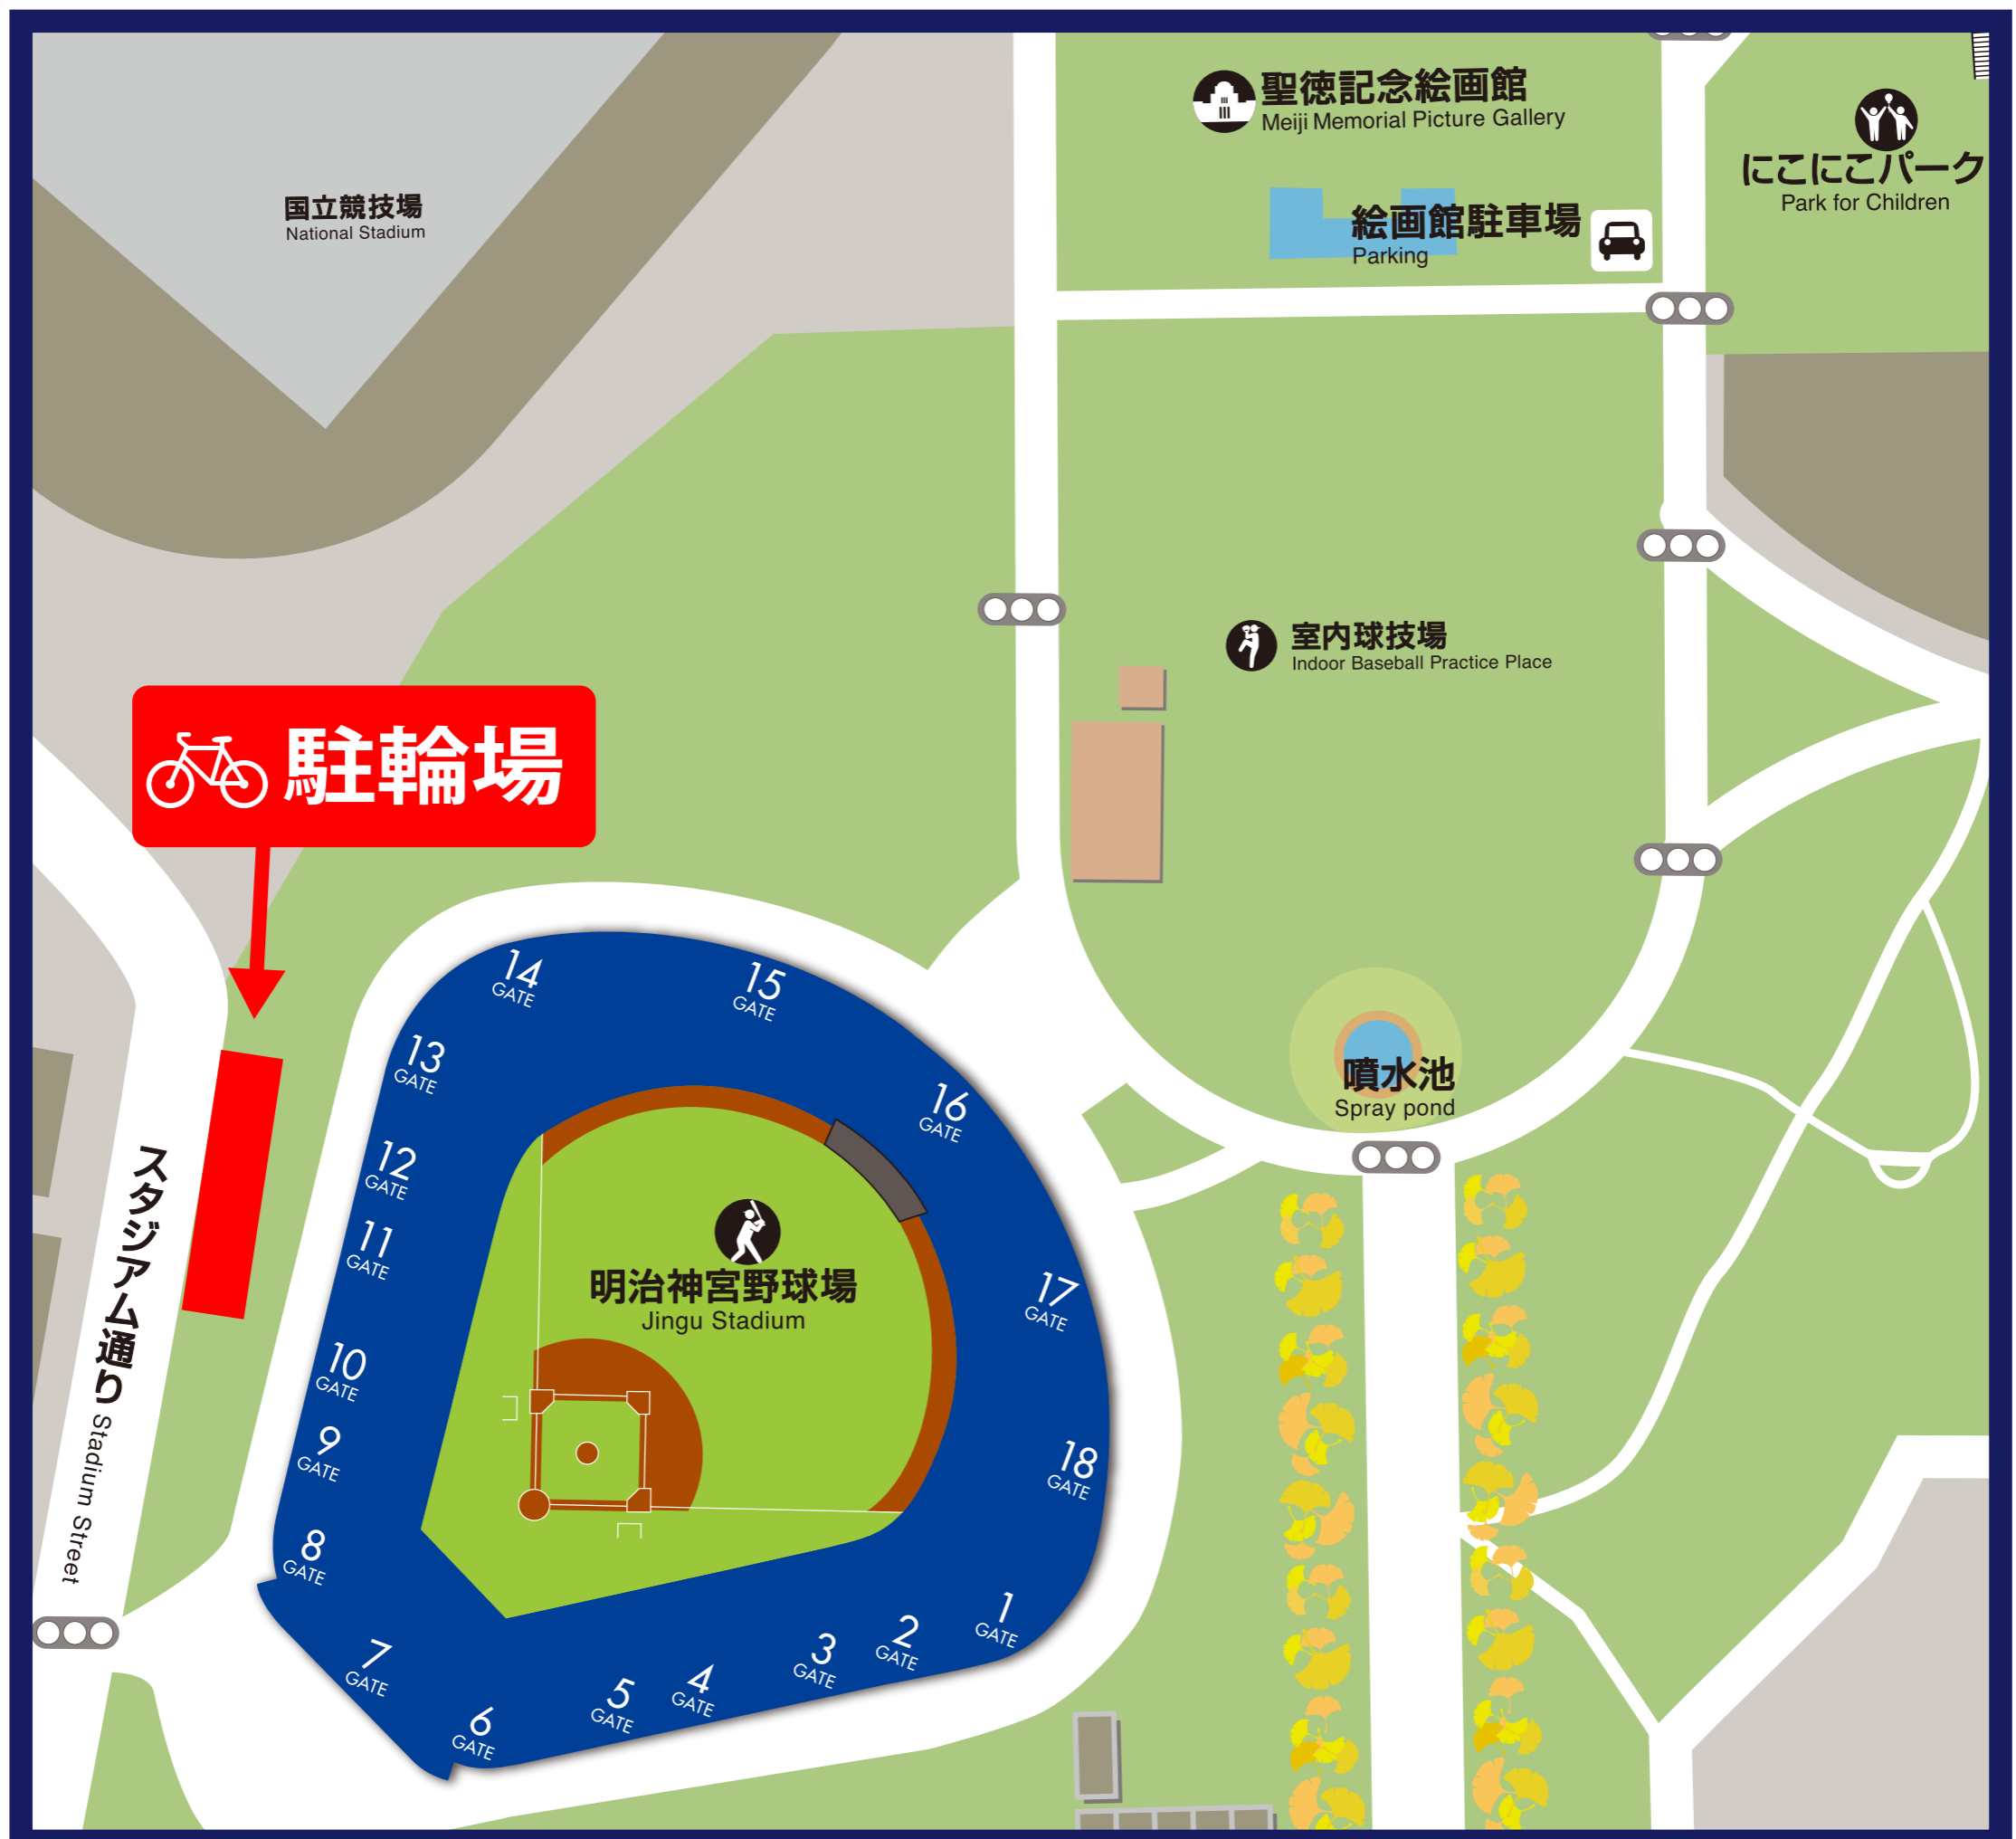 聖徳記念絵画館
Meiji Memorial Picture Gallery
にこにこパーク
Park for Children
国立競技場
National Stadium
絵画館駐車場
Parking
室内球技場
Indoor Baseball Practice Place
駐輪場
14
GATE
15
GATE
13
GATE
16
GATE
噴水池
Spray pond
12
GATE
11
GATE
スタジアム通り
Stadium Street
明治神宮野球場
Jingu Stadium
17
GATE
10
GATE
9
GATE
18
GATE
8
GATE
7
GATE
6
GATE
5
GATE
4
GATE
3
GATE
2
GATE
1
GATE